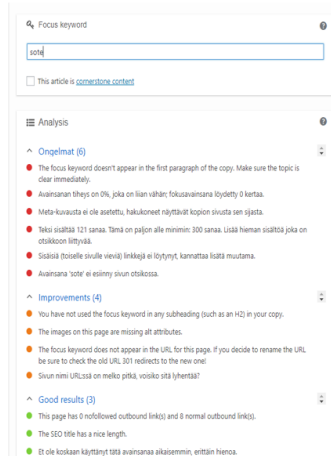 Focus keyword
sote
This article is cornerstone content
Analysis
Ongelmat (6)
The focus keyword doesn't appear in the first paragraph of the copy. Make sure the topic is
clear immediately.
Avainsanan tiheys on 0%, joka on liian vähän; fokusavainsana löydetty 0 kertaa.
Meta-kuvausta ei ole asetettu, hakukoneet näyttävät kopion sivusta sen sijasta.
Teksi sisältää 121 sanaa. Tämä on paljon alle minimin: 300 sanaa. Lisää hieman sisältöä joka on
otsikkoon liittyvää.
Sisäisiä (toiselle sivulle vieviä) linkkejä ei löytynyt, kannattaa lisätä muutama.
Avainsana 'sote' ei esiinny sivun otsikossa.
Improvements (4)
You have not used the focus keyword in any subheading (such as an H2) in your copy.
The images on this page are missing alt attributes.
The focus keyword does not appear in the URL for this page. If you decide to rename the URL
be sure to check the old URL 301 redirects to the new one!
Sivun nimi URL:ssä on melko pitkä, voisiko sitä lyhentää?
Good results (3)
This page has 0 nofollowed outbound link(s) and 8 normal outbound link(s).
The SEO title has a nice length.
Et ole koskaan käyttänyt tätä avainsanaa aikaisemmin, erittäin hienoa.